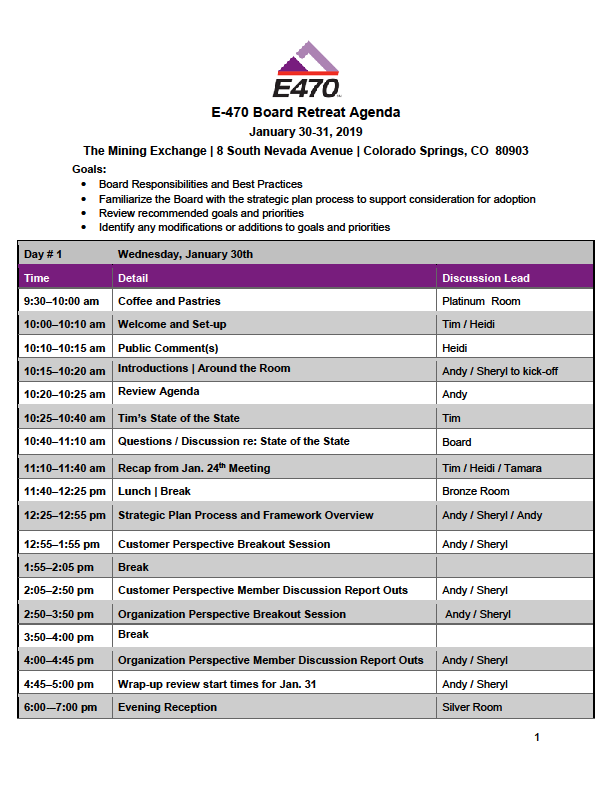 E470
E-470 Board Retreat Agenda
January 30-31, 2019
The Mining Exchange | 8 South Nevada Avenue | Colorado Springs, CO 80903
Goals:
• Board Responsibilities and Best Practices
• Familiarize the Board with the strategic plan process to support consideration for adoption
• Review recommended goals and priorities
• Identify any modifications or additions to goals and priorities
Day # 1 Wednesday, January 30th
Time Detail Discussion Lead
9:30–10:00 am Coffee and Pastries Platinum Room
10:00–10:10 am Welcome and Set-up Tim / Heidi
10:10–10:15 am Public Comment(s) Heidi
10:15–10:20 am Introductions | Around the Room Andy / Sheryl to kick-off
10:20–10:25 am Review Agenda Andy
10:25–10:40 am Tim’s State of the State Tim
10:40–11:10 am Questions / Discussion re: State of the State Board
11:10–11:40 am Recap from Jan. 24th Meeting Tim / Heidi / Tamara
11:40–12:25 pm Lunch | Break Bronze Room
12:25–12:55 pm Strategic Plan Process and Framework Overview Andy / Sheryl / Andy
12:55–1:55 pm Customer Perspective Breakout Session Andy / Sheryl
1:55–2:05 pm Break
2:05–2:50 pm Customer Perspective Member Discussion Report Outs Andy / Sheryl
2:50–3:50 pm Organization Perspective Breakout Session Andy / Sheryl
3:50–4:00 pm Break
4:00–4:45 pm Organization Perspective Member Discussion Report Outs Andy / Sheryl
4:45–5:00 pm Wrap-up review start times for Jan. 31 Andy / Sheryl
6:00–-7:00 pm Evening Reception Silver Room
1